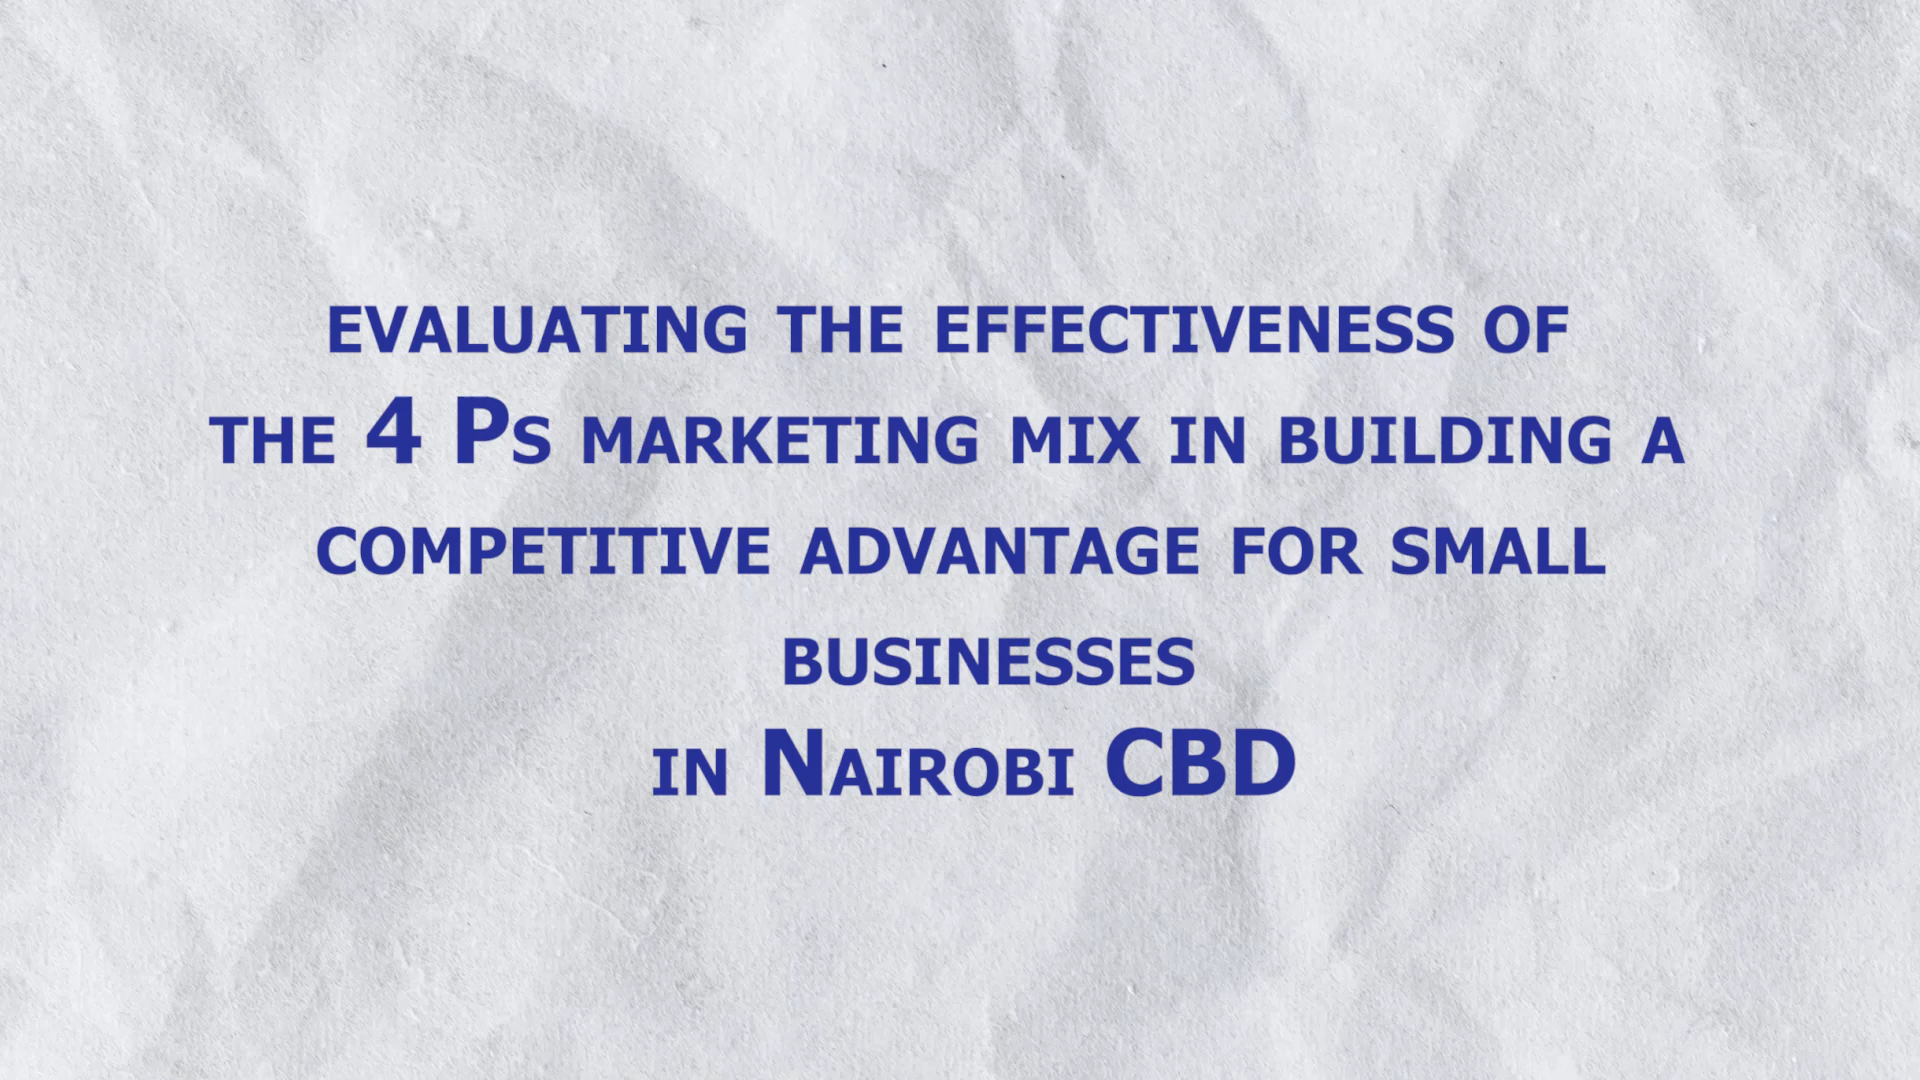 EVALUATING THE EFFECTIVENESS OF
THE 4 PS MARKETING MIX IN BUILDING A
COMPETITIVE ADVANTAGE FOR SMALL
BUSINESSES
IN NAIROBI CBD